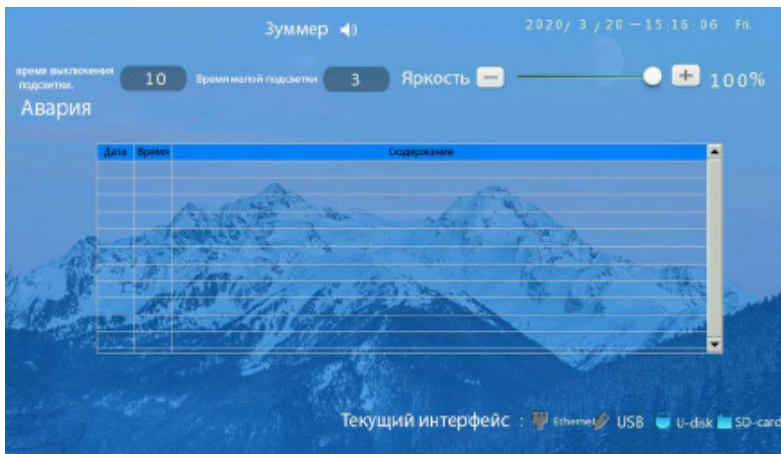 Зуммер
2020/ 3 /20 —15:16:06 Fri.
время выключения
подсветки.
10
Время малой подсветки
3
Яркость
100%
Авария
Дата Время Содержание
Текущий интерфейс : Ethernet USB U-disk SD-card